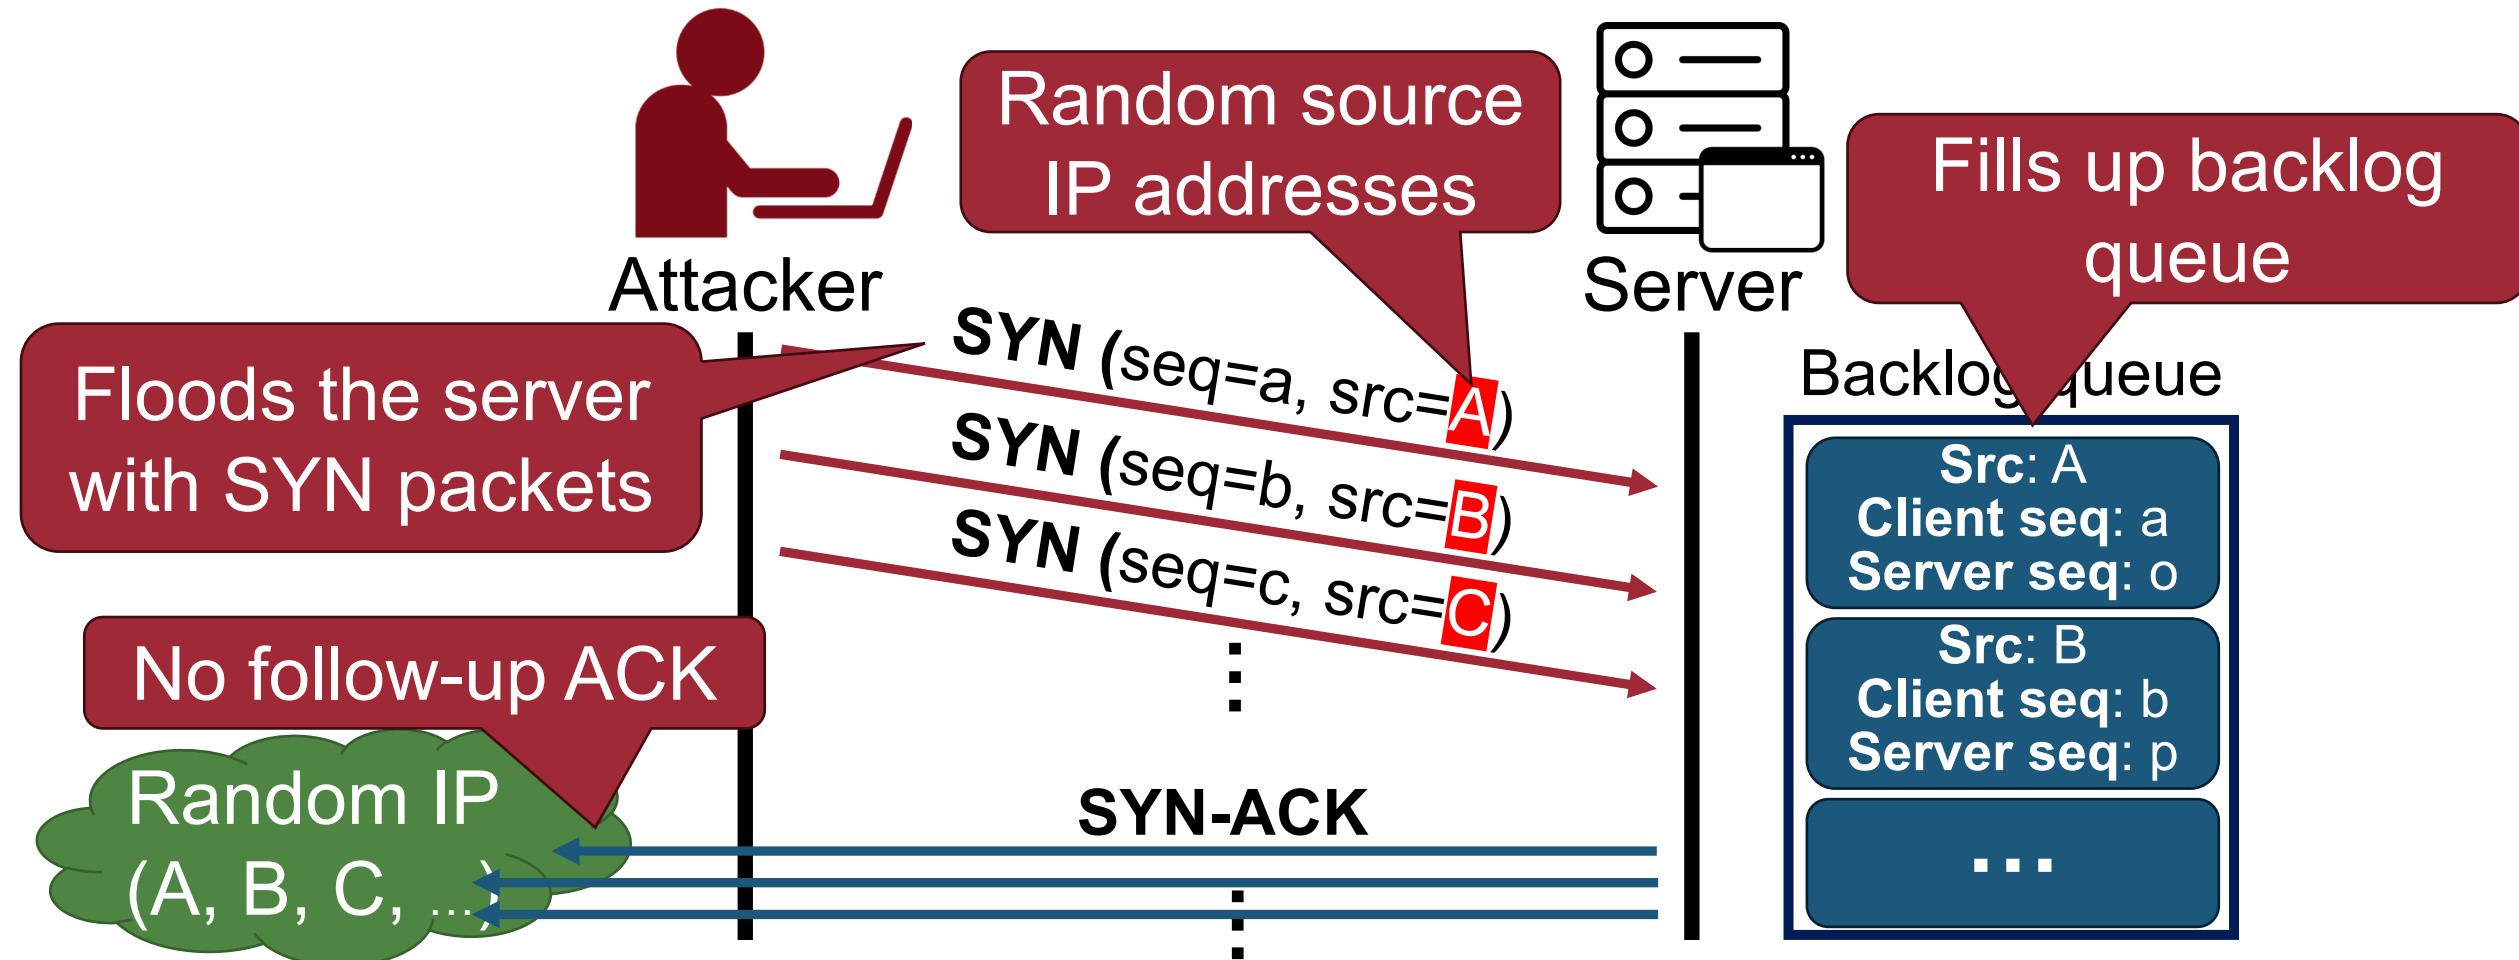 Random source
IP addresses
Fills up backlog
queue
Attacker
Server
Floods the server
with SYN packets
SYN (seq=a, src=A)
SYN (seq=b, src=B)
SYN (seq=c, src=C)
⋮
Backlog queue
Src: A
Client seq: a
Server seq: o
Src: B
Client seq: b
Server seq: p
...
No follow-up ACK
Random IP
(A, B, C, ...)
SYN-ACK
⋮